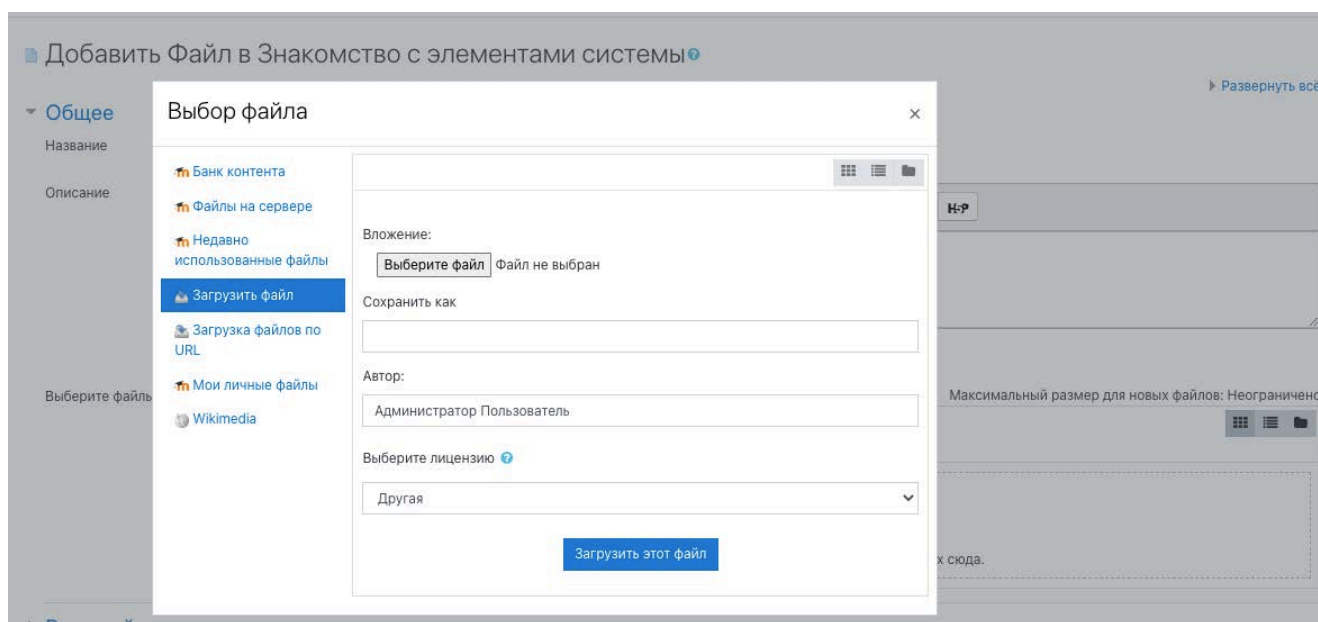 Добавить Файл в Знакомство с элементами системы
Развернуть всё
Общее
Название
Описание
Выбор файла
×
Банк контента
Файлы на сервере
Недавно
использованные файлы
Загрузить файл
Загрузка файлов по
URL
Мои личные файлы
Wikimedia
Вложение:
Выберите файл Файл не выбран
Сохранить как
Автор:
Администратор Пользователь
Выберите лицензию
Другая
Загрузить этот файл
H-P
Выберите файлы
Максимальный размер для новых файлов: Неограничено
х сюда.